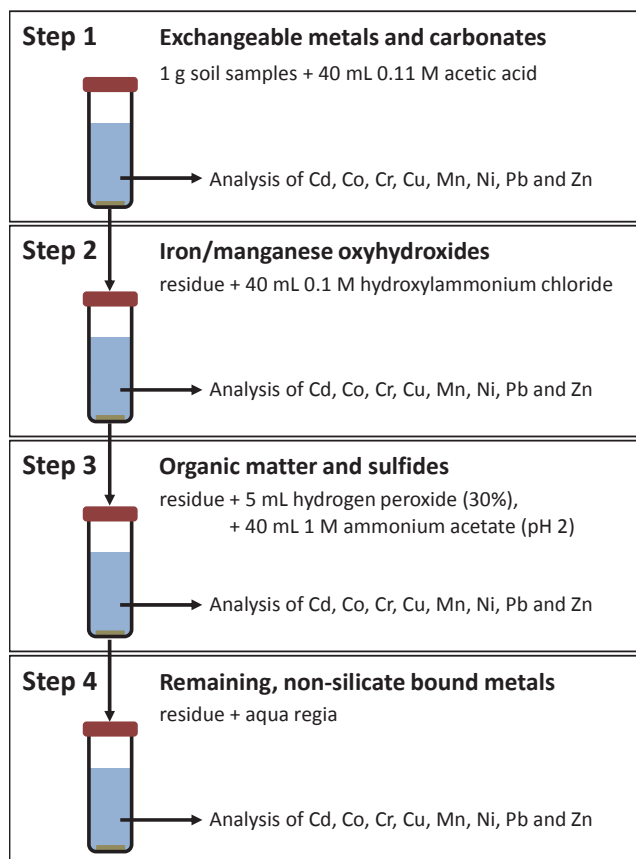 Step 1
Exchangeable metals and carbonates
1 g soil samples + 40 mL 0.11 M acetic acid
Analysis of Cd, Co, Cr, Cu, Mn, Ni, Pb and Zn
Step 2
Iron/manganese oxyhydroxides
residue + 40 mL 0.1 M hydroxylammonium chloride
Analysis of Cd, Co, Cr, Cu, Mn, Ni, Pb and Zn
Step 3
Organic matter and sulfides
residue + 5 mL hydrogen peroxide (30%),
+ 40 mL 1 M ammonium acetate (pH 2)
Analysis of Cd, Co, Cr, Cu, Mn, Ni, Pb and Zn
Step 4
Remaining, non-silicate bound metals
residue + aqua regia
Analysis of Cd, Co, Cr, Cu, Mn, Ni, Pb and Zn